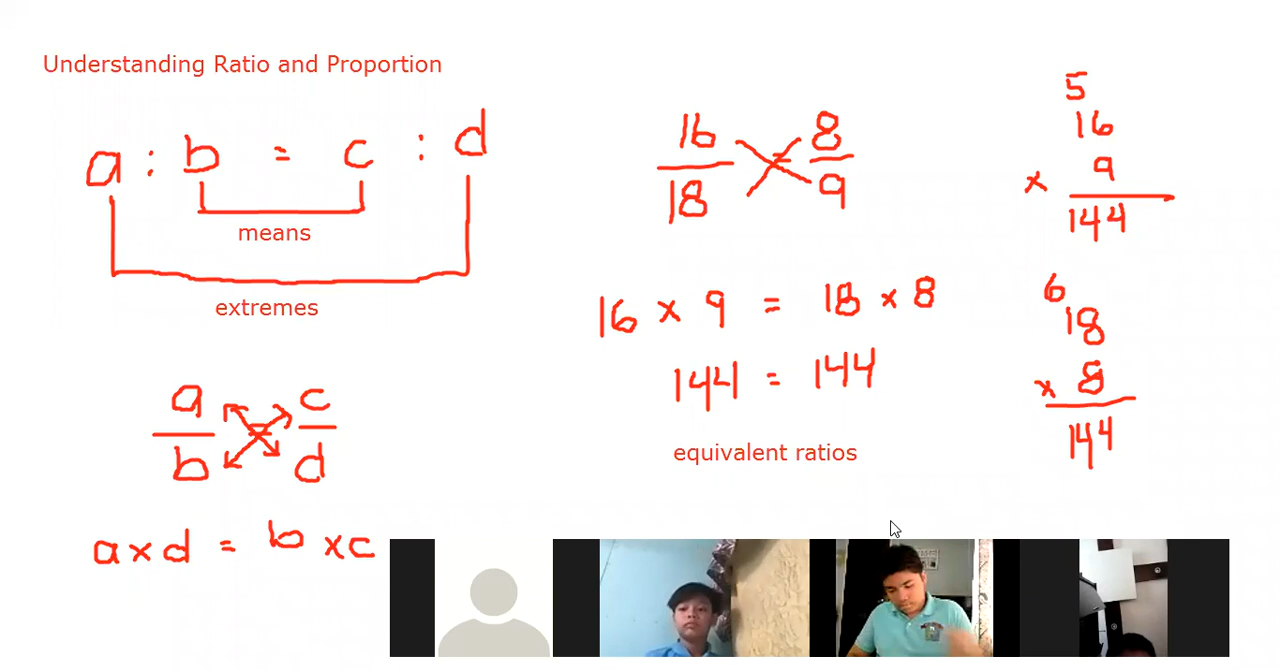 Understanding Ratio and Proportion
a : b = c : d
means
extremes
a/b = c/d
a x d = b x c
16/18 = 8/9
16 x 9 = 18 x 8
144 = 144
equivalent ratios
5
16
x 9
144
6
18
x 8
144